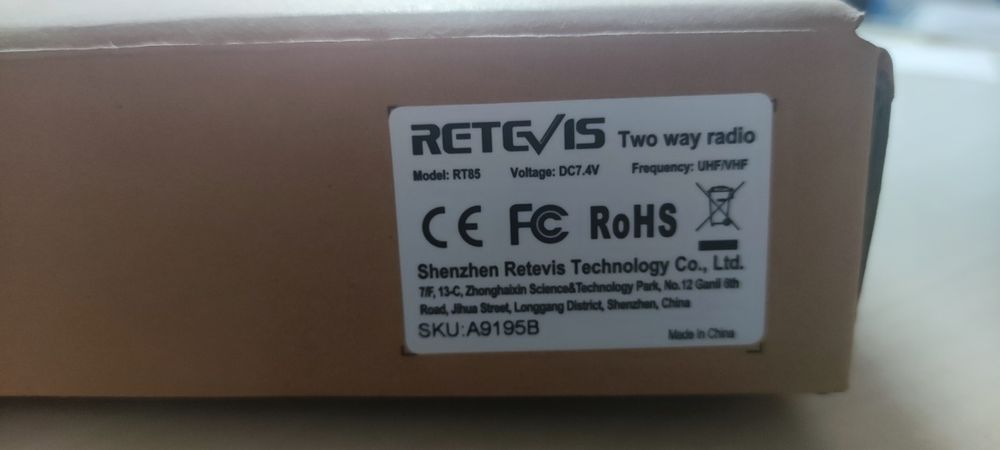 RETEVIS Two way radio
Model: RT85 Voltage: DC7.4V Frequency: UHF/VHF
CE FC RoHS
Shenzhen Retevis Technology Co., Ltd.
7/F, 13-C, Zhonghaixin Science&Technology Park, No.12 Ganli 6th
Road, Jihua Street, Longgang District, Shenzhen, China
SKU:A9195B Made in China